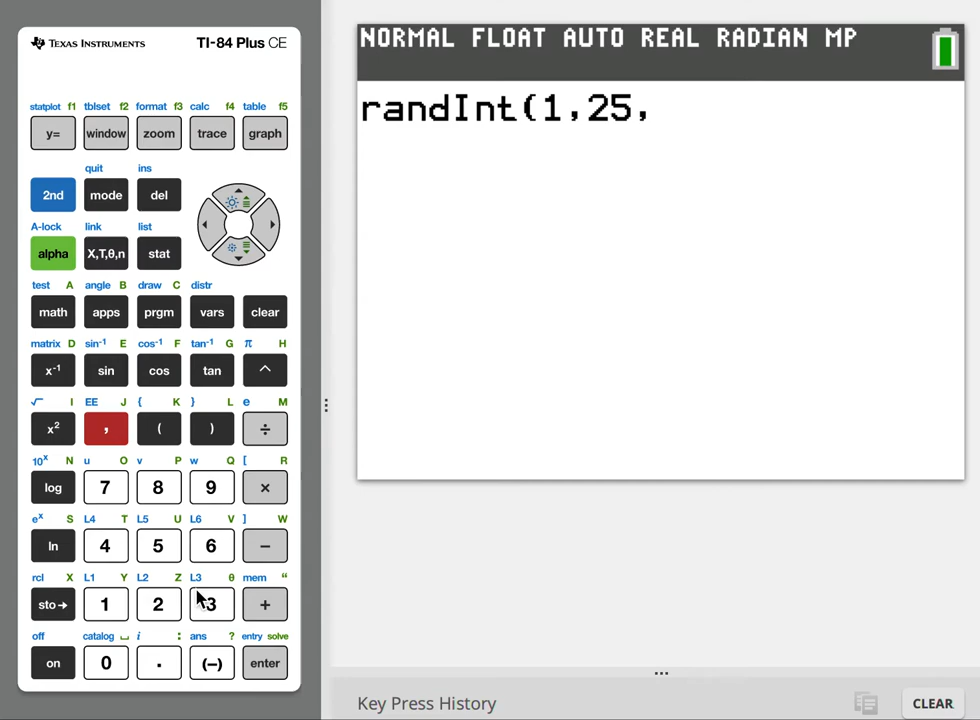 TEXAS INSTRUMENTS TI-84 Plus CE
statplot f1 tblset f2 format f3 calc f4 table f5
y= window zoom trace graph
quit ins
2nd mode del
A-lock link list
alpha X,T,θ,n stat
test A angle B draw C distr
math apps prgm vars clear
matrix D sin⁻¹ E cos⁻¹ F tan⁻¹ G π H
x⁻¹ sin cos tan ^
√ I EE J { K } L e M
x² , ( ) ÷
10ˣ N u O v P w Q [ R
log 7 8 9 ×
eˣ S L4 T L5 U L6 V ] W
ln 4 5 6 −
rcl X L1 Y L2 Z L3 θ mem “
sto→ 1 2 3 +
off catalog ⎵ i : ans ? entry solve
on 0 . (−) enter
NORMAL FLOAT AUTO REAL RADIAN MP
randInt(1,25,
Key Press History CLEAR